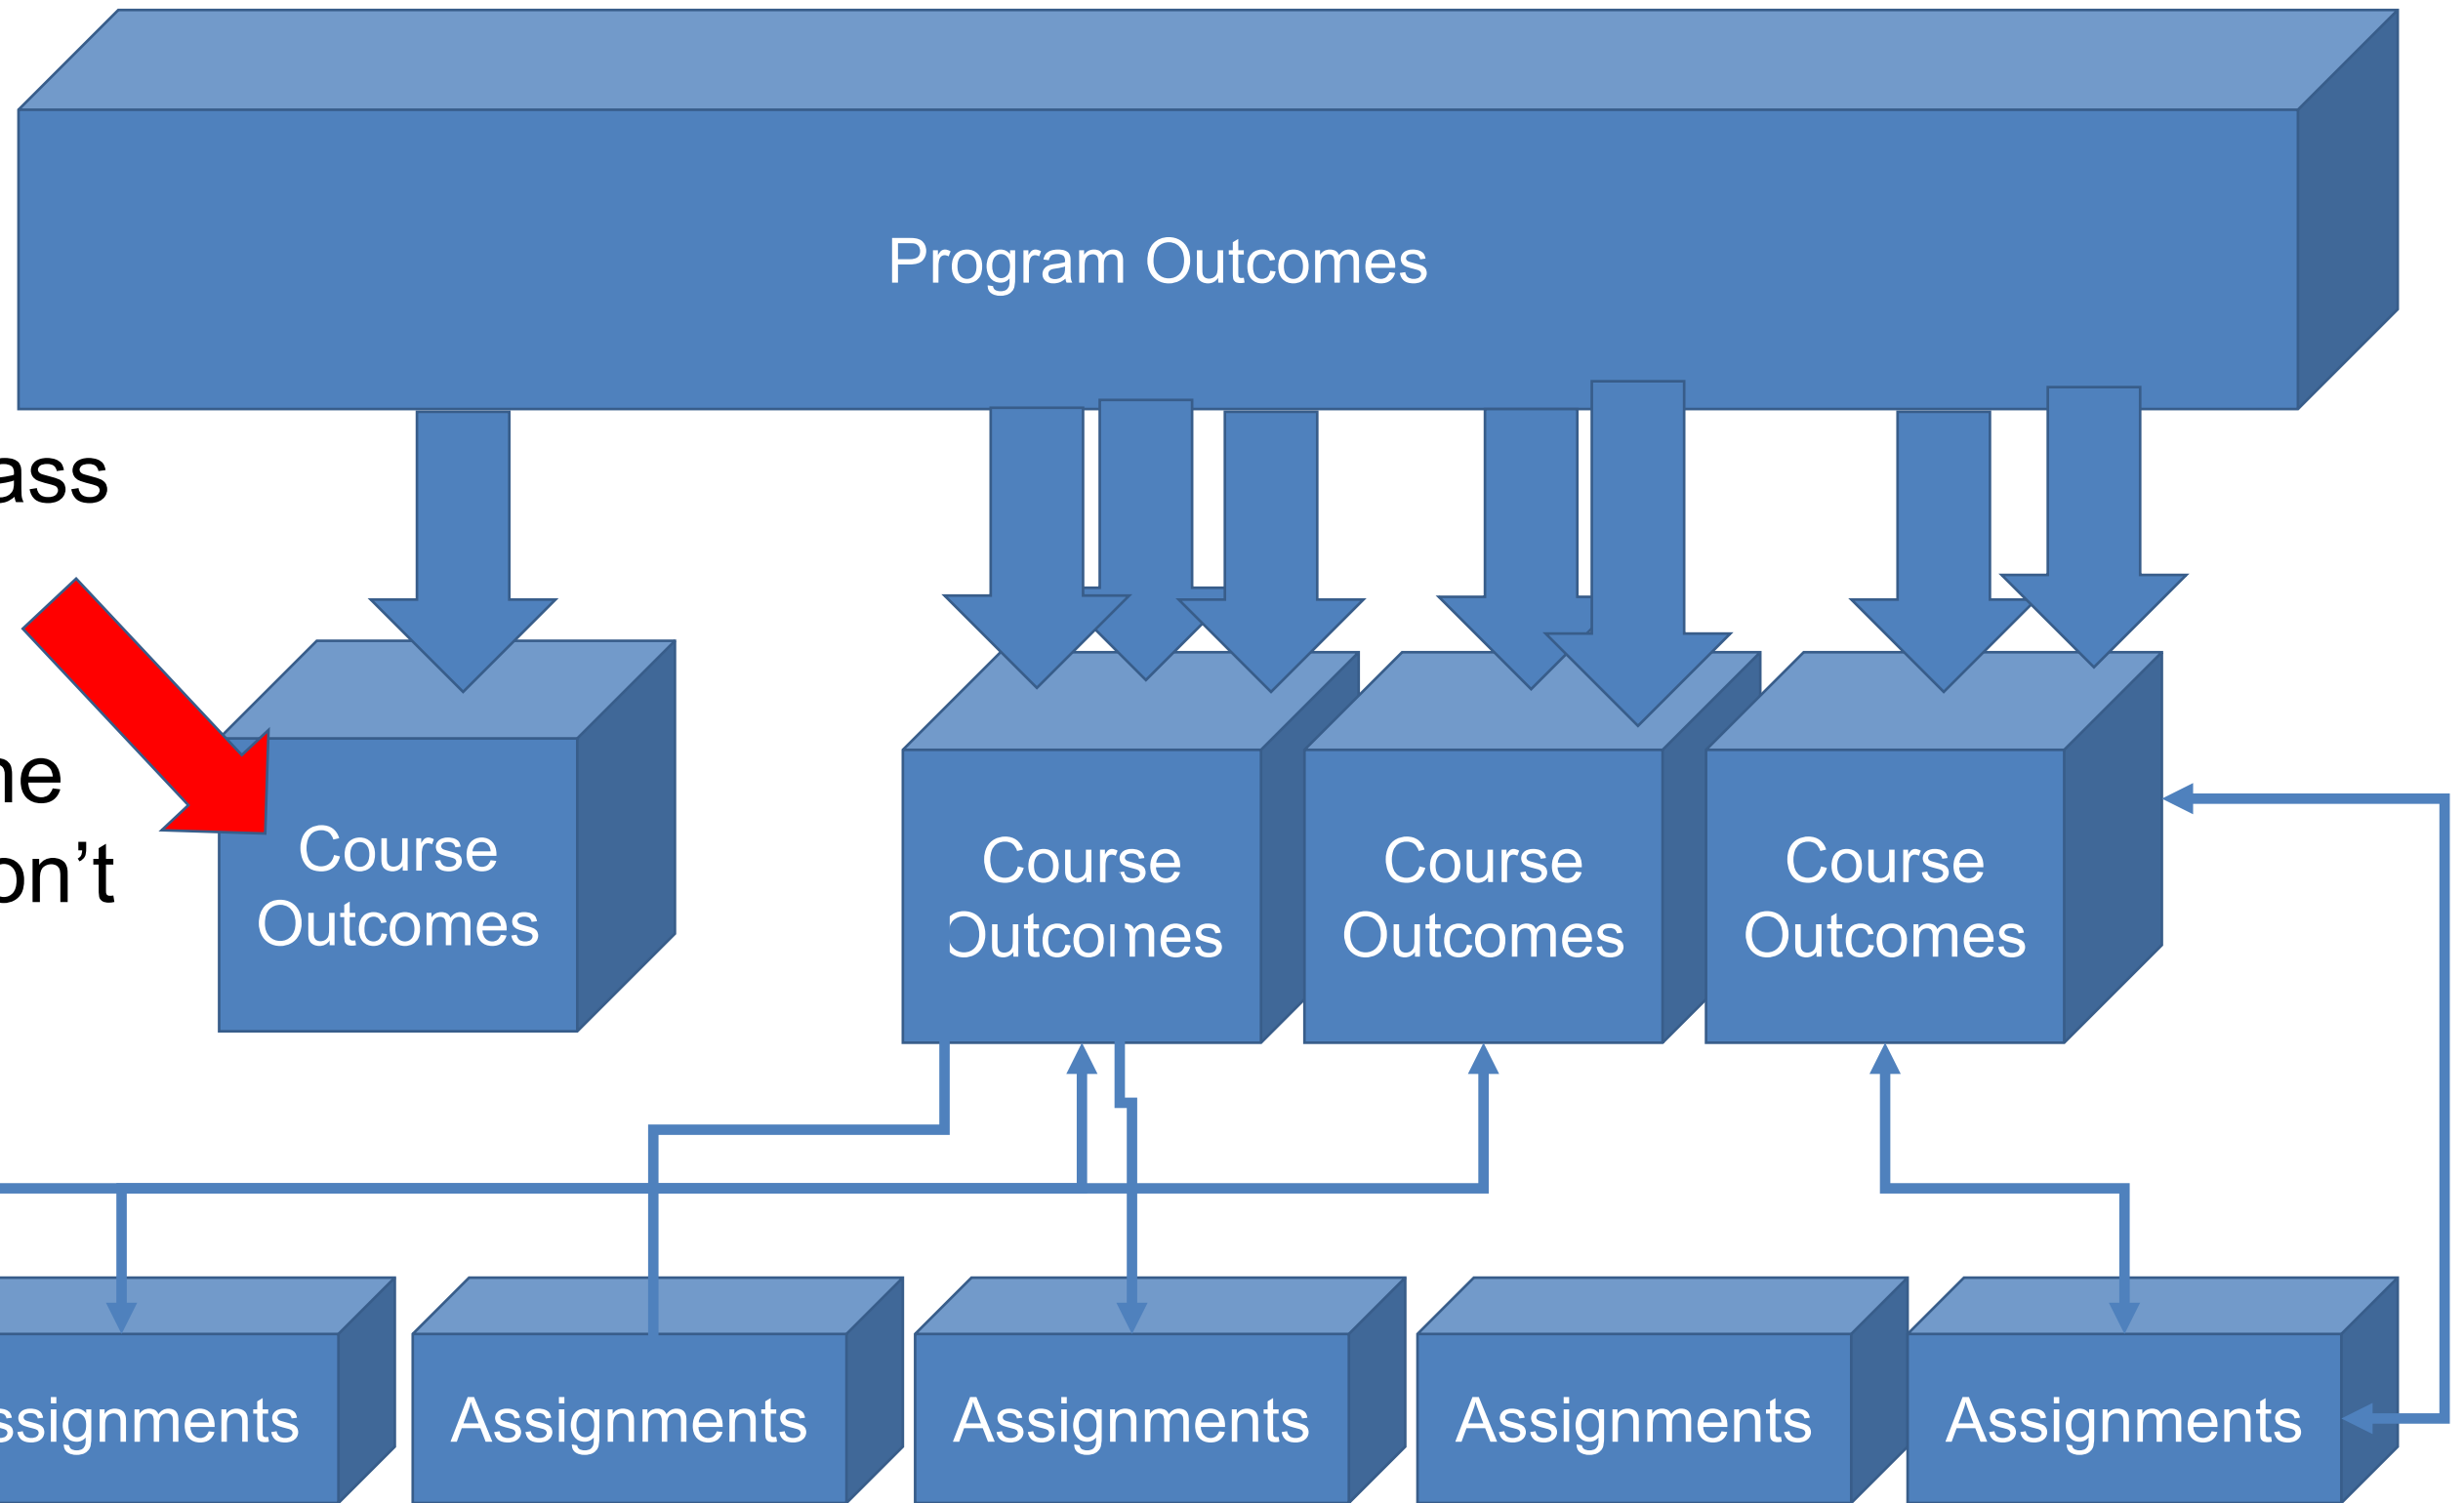 Program Outcomes
ass
ne
on't
Course
Outcomes
Course
Outcomes
Course
Outcomes
Course
Outcomes
ssignments
Assignments
Assignments
Assignments
Assignments